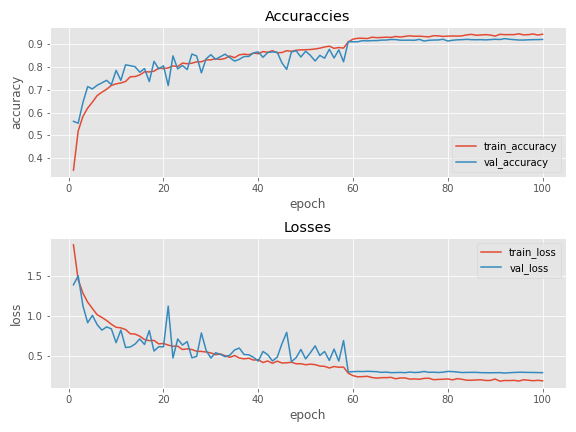 Accuraccies
0.9
0.8
0.7
0.6
0.5
0.4
accuracy
train_accuracy
val_accuracy
0 20 40 60 80 100
epoch
Losses
1.5
1.0
0.5
loss
train_loss
val_loss
0 20 40 60 80 100
epoch